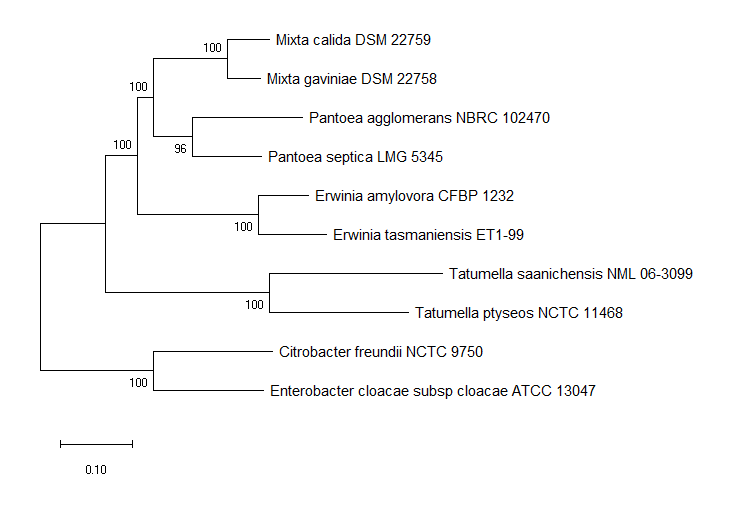 100
Mixta calida DSM 22759
100
Mixta gaviniae DSM 22758
100
Pantoea agglomerans NBRC 102470
96
Pantoea septica LMG 5345
Erwinia amylovora CFBP 1232
100
Erwinia tasmaniensis ET1-99
Tatumella saanichensis NML 06-3099
100
Tatumella ptyseos NCTC 11468
Citrobacter freundii NCTC 9750
100
Enterobacter cloacae subsp cloacae ATCC 13047
0.10